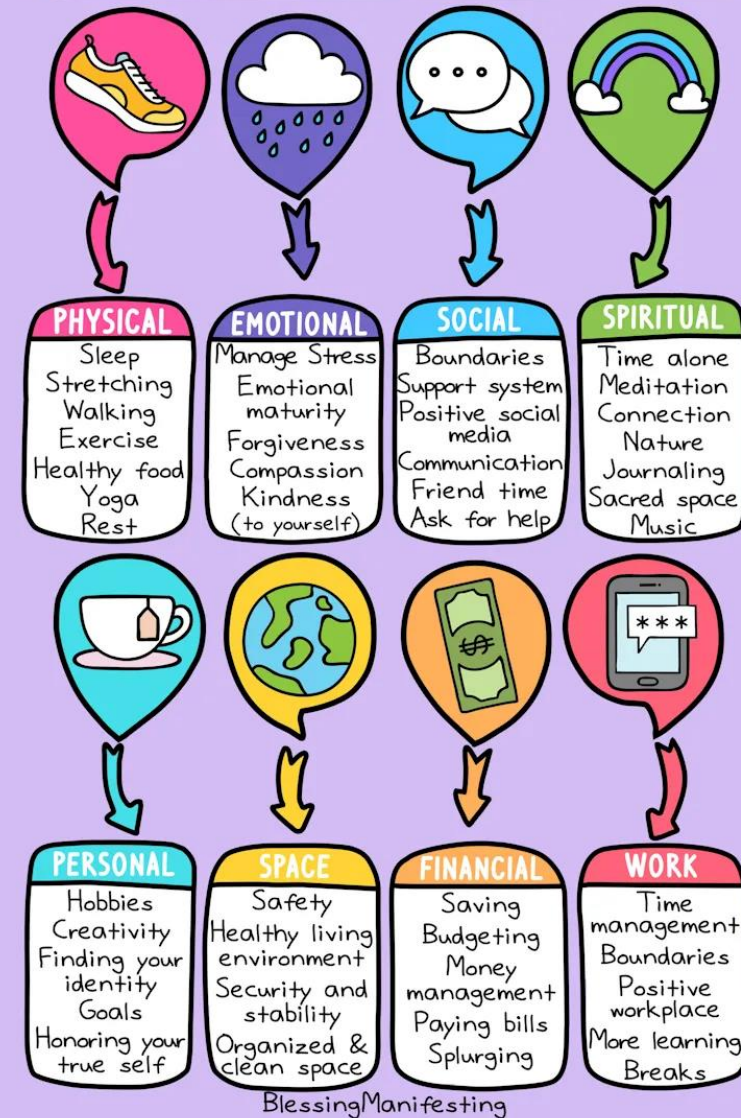 PHYSICAL
Sleep
Stretching
Walking
Exercise
Healthy food
Yoga
Rest
EMOTIONAL
Manage Stress
Emotional
maturity
Forgiveness
Compassion
Kindness
(to yourself)
SOCIAL
Boundaries
Support system
Positive social
media
Communication
Friend time
Ask for help
SPIRITUAL
Time alone
Meditation
Connection
Nature
Journaling
Sacred space
Music
$
***
PERSONAL
Hobbies
Creativity
Finding your
identity
Goals
Honoring your
true self
SPACE
Safety
Healthy living
environment
Security and
stability
Organized &
clean space
FINANCIAL
Saving
Budgeting
Money
management
Paying bills
Splurging
WORK
Time
management
Boundaries
Positive
workplace
More learning
Breaks
BlessingManifesting